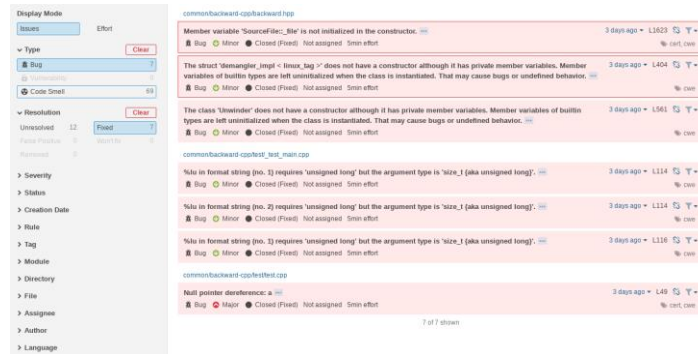 Display Mode
Issues Effort
Type Clear
Bug 7
Vulnerability 0
Code Smell 69
Resolution Clear
Unresolved 12 Fixed 7
False Positive 0 Won't fix 0
Removed
Severity
Status
Creation Date
Rule
Tag
Module
Directory
File
Assignee
Author
Language
common/backward-cpp/backward.hpp
Member variable 'SourceFile::_file' is not initialized in the constructor. 3 days ago L1623
Bug Minor Closed (Fixed) Not assigned 5min effort cwe
The struct 'demangler_impl < linux_tag >' does not have a constructor although it has private member variables. Member 3 days ago L404
variables of builtin types are left uninitialized when the class is instantiated. That may cause bugs or undefined behavior.
Bug Minor Closed (Fixed) Not assigned 5min effort cwe
The class 'Unwinder' does not have a constructor although it has private member variables. Member variables of builtin 3 days ago L561
types are left uninitialized when the class is instantiated. That may cause bugs or undefined behavior.
Bug Minor Closed (Fixed) Not assigned 5min effort cwe
common/backward-cpp/test/_test_main.cpp
%lu in format string (no. 1) requires 'unsigned long' but the argument type is 'size_t {aka unsigned long}'. 3 days ago L114
Bug Minor Closed (Fixed) Not assigned 5min effort cwe
%lu in format string (no. 2) requires 'unsigned long' but the argument type is 'size_t {aka unsigned long}'. 3 days ago L114
Bug Minor Closed (Fixed) Not assigned 5min effort cwe
%lu in format string (no. 1) requires 'unsigned long' but the argument type is 'size_t {aka unsigned long}'. 3 days ago L116
Bug Minor Closed (Fixed) Not assigned 5min effort cwe
common/backward-cpp/test/test.cpp
Null pointer dereference: a 3 days ago L49
Bug Major Closed (Fixed) Not assigned 5min effort cert, cwe
7 of 7 shown